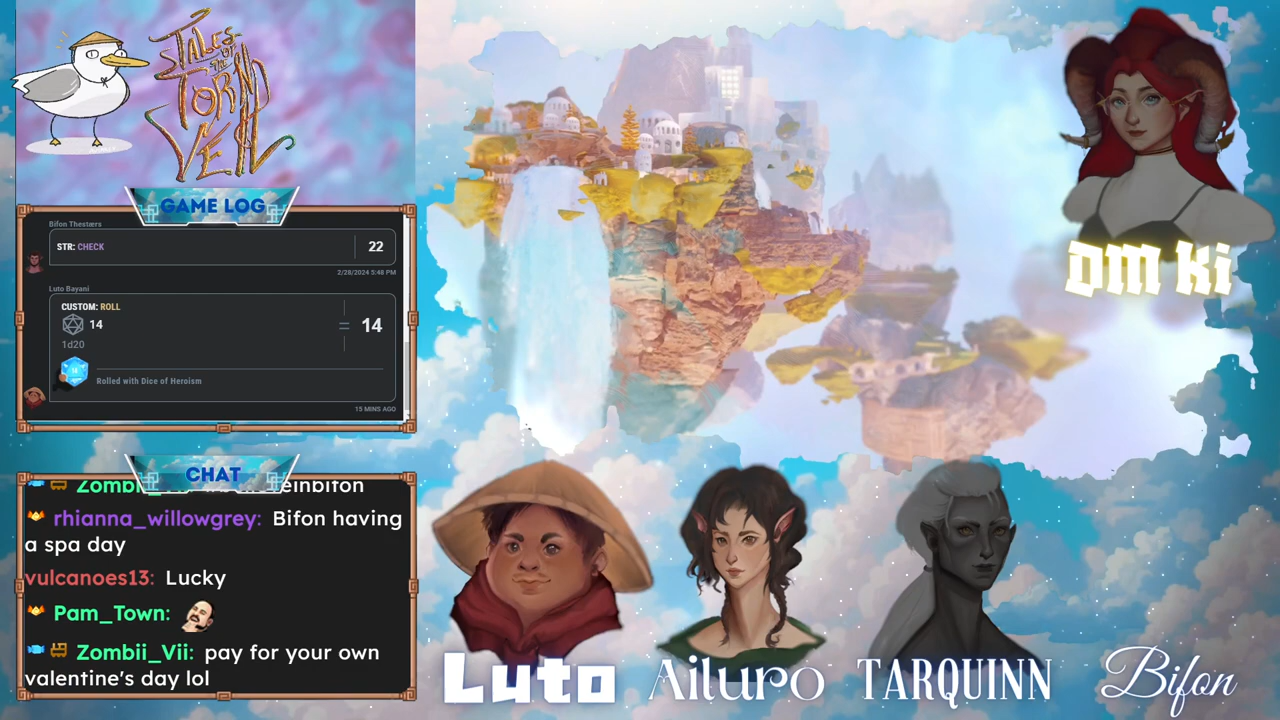 TALES
OF
THE
TORN
VEIL
GAME LOG
Bifon Thestærs
STR: CHECK
22
2/28/2024 5:48 PM
Luto Bayani
CUSTOM: ROLL
14
= 14
1d20
14
Rolled with Dice of Heroism
15 MINS AGO
CHAT
rhianna_willowgrey: Bifon having
a spa day
vulcanoes13: Lucky
Pam_Town:
Zombii_Vii: pay for your own
valentine's day lol
DM Ki
Luto
Ailuro
TARQUINN
Bifon